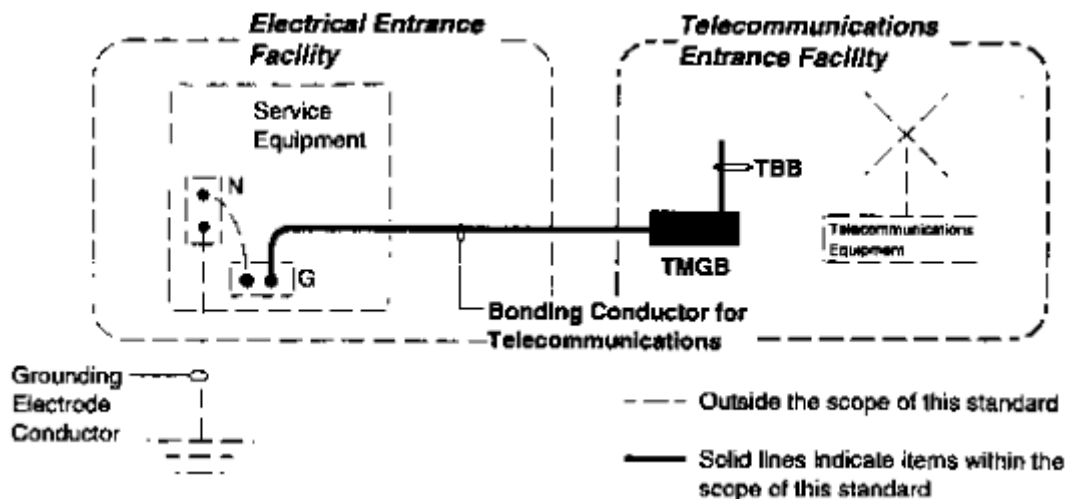 Electrical Entrance
Facility
Telecommunications
Entrance Facility
Service
Equipment
N
G
TBB
TMGB
Telecommunications
Equipment
Bonding Conductor for
Telecommunications
Grounding
Electrode
Conductor
Outside the scope of this standard
Solid lines indicate items within the
scope of this standard